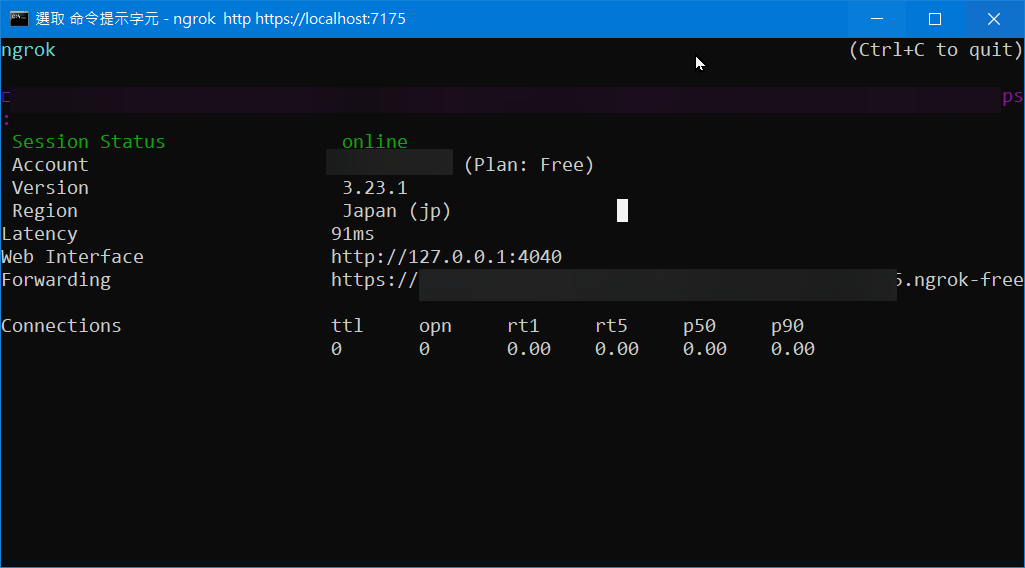 選取 命令提示字元 - ngrok http https://localhost:7175
ngrok (Ctrl+C to quit)
ps
:
Session Status online
Account (Plan: Free)
Version 3.23.1
Region Japan (jp)
Latency 91ms
Web Interface http://127.0.0.1:4040
Forwarding https:// 5.ngrok-free
Connections ttl opn rt1 rt5 p50 p90
0 0 0.00 0.00 0.00 0.00